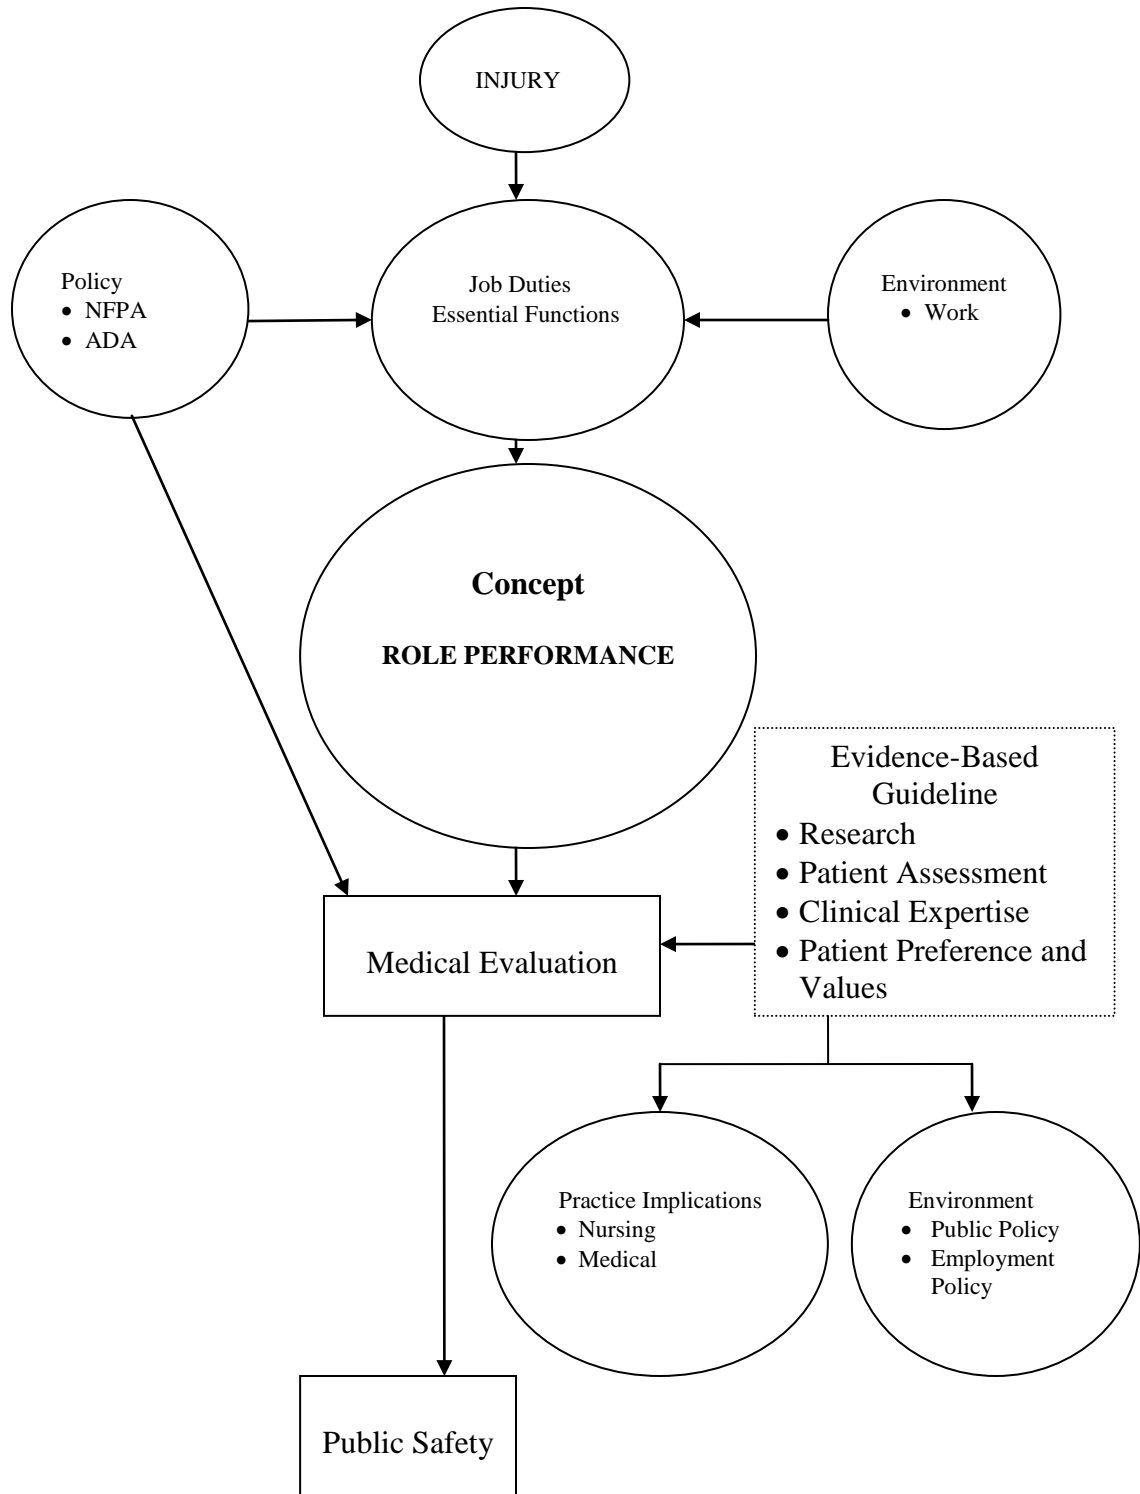 INJURY
Policy
• NFPA
• ADA
Job Duties
Essential Functions
Environment
• Work
Concept
ROLE PERFORMANCE
Evidence-Based
Guideline
• Research
• Patient Assessment
• Clinical Expertise
• Patient Preference and
Values
Medical Evaluation
Practice Implications
• Nursing
• Medical
Environment
• Public Policy
• Employment
Policy
Public Safety